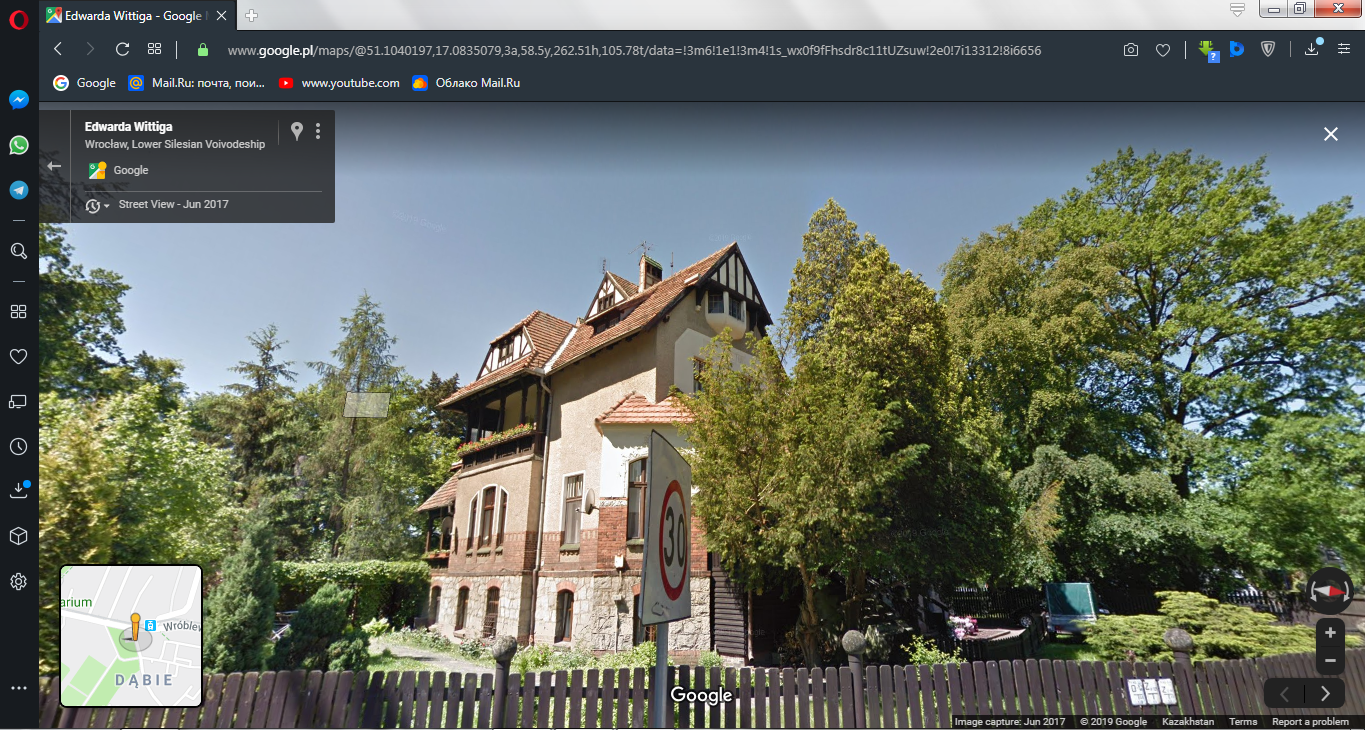 Edwarda Wittiga - Google
www.google.pl/maps/@51.1040197,17.0835079,3a,58.5y,262.51h,105.78t/data=!3m6!1e1!3m4!1s_wx0f9fFhsdr8c11tUZsuw!2e0!7i13312!8i6656
Google
Mail.Ru: почта, пои...
www.youtube.com
Облако Mail.Ru
Edwarda Wittiga
Wrocław, Lower Silesian Voivodeship
Google
Street View - Jun 2017
30
arium
Wróblew
DĄBIE
Google
Image capture: Jun 2017 © 2019 Google Kazakhstan Terms Report a problem